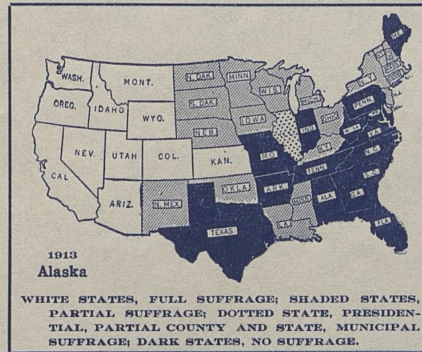 WASH.
MONT.
N. DAK
MINN
ME.
OREG.
IDAHO
S. DAK
WIS
MICH
N.Y.
WYO.
IOWA
PENN.
NEV.
UTAH
COL.
NEB
IND
OHIO
W.VA
VA.
CAL
KAN.
MO.
KY.
N.C.
ARIZ.
N. MEX
OKLA
ARK
TENN
S.C.
TEXAS
LA
MISS
ALA
GA.
FLA
1913
Alaska
WHITE STATES, FULL SUFFRAGE; SHADED STATES,
PARTIAL SUFFRAGE; DOTTED STATE, PRESIDEN-
TIAL, PARTIAL COUNTY AND STATE, MUNICIPAL
SUFFRAGE; DARK STATES, NO SUFFRAGE.